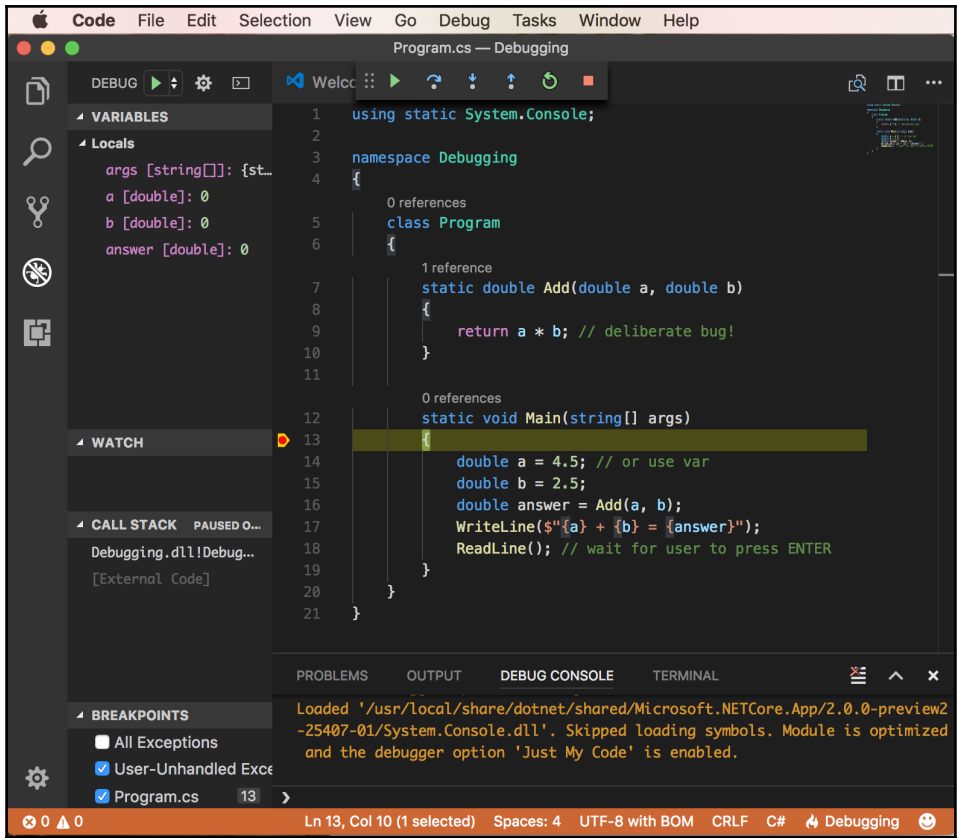 Code File Edit Selection View Go Debug Tasks Window Help
Program.cs — Debugging
DEBUG
VARIABLES
Locals
args [string[]]: {st…
a [double]: 0
b [double]: 0
answer [double]: 0
WATCH
CALL STACK PAUSED O…
Debugging.dll!Debug…
[External Code]
BREAKPOINTS
All Exceptions
User-Unhandled Exce
Program.cs 13
Welc
1 using static System.Console;
2
3 namespace Debugging
4 {
0 references
5 class Program
6 {
1 reference
7 static double Add(double a, double b)
8 {
9 return a * b; // deliberate bug!
10 }
11
0 references
12 static void Main(string[] args)
13 {
14 double a = 4.5; // or use var
15 double b = 2.5;
16 double answer = Add(a, b);
17 WriteLine($"{a} + {b} = {answer}");
18 ReadLine(); // wait for user to press ENTER
19 }
20 }
21 }
PROBLEMS OUTPUT DEBUG CONSOLE TERMINAL
Loaded '/usr/local/share/dotnet/shared/Microsoft.NETCore.App/2.0.0-preview2
-25407-01/System.Console.dll'. Skipped loading symbols. Module is optimized
and the debugger option 'Just My Code' is enabled.
0 0 Ln 13, Col 10 (1 selected) Spaces: 4 UTF-8 with BOM CRLF C# Debugging